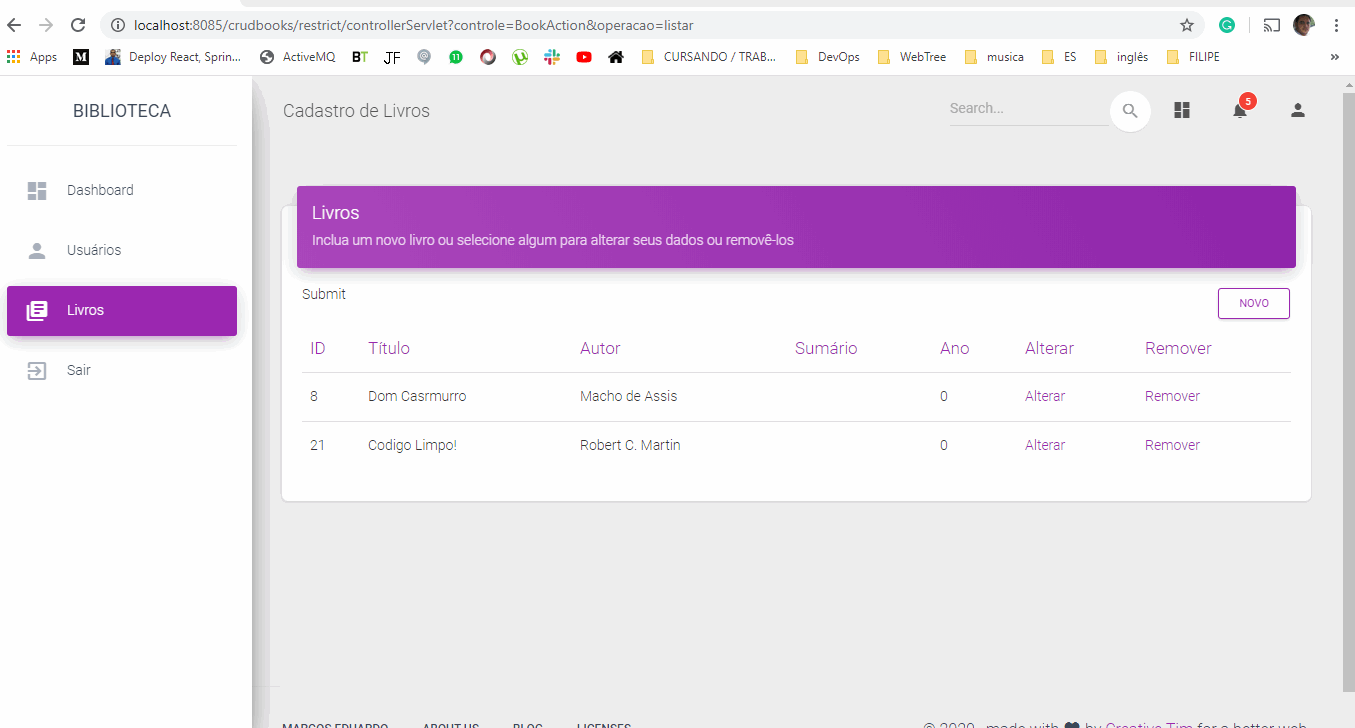 localhost:8085/crudbooks/restrict/controllerServlet?controle=BookAction&operacao=listar
Apps M Deploy React, Sprin... ActiveMQ BT JF 11 CURSANDO / TRAB... DevOps WebTree musica ES inglês FILIPE »
BIBLIOTECA
Cadastro de Livros
Search...
5
Dashboard
Usuários
Livros
Sair
Livros
Inclua um novo livro ou selecione algum para alterar seus dados ou removê-los
Submit
NOVO
ID Título Autor Sumário Ano Alterar Remover
8 Dom Casrmurro Macho de Assis 0 Alterar Remover
21 Codigo Limpo! Robert C. Martin 0 Alterar Remover
MARCOS EDUARDO ABOUT US BLOG LICENSES
© 2020, made with by Creative Tim for a better web.